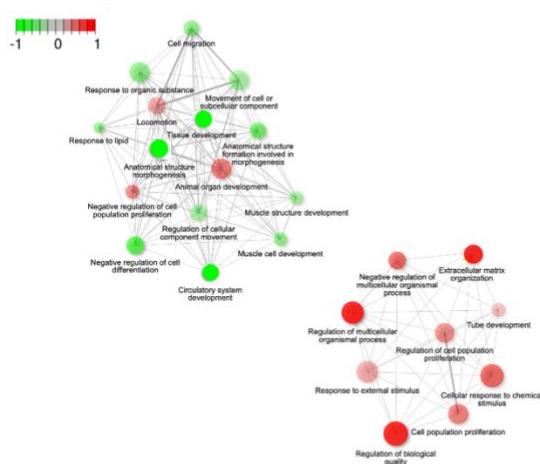 -1 0 1
Cell migration
Response to organic substance
Movement of cell or
subcellular component
Locomotion
Tissue development
Response to lipid
Anatomical structure
formation involved in
morphogenesis
Anatomical structure
morphogenesis
Animal organ development
Negative regulation of cell
population proliferation
Muscle structure development
Regulation of cellular
component movement
Muscle cell development
Negative regulation of cell
differentiation
Circulatory system
development
Negative regulation of
multicellular organismal
process
Extracellular matrix
organization
Regulation of multicellular
organismal process
Tube development
Regulation of cell population
proliferation
Response to external stimulus
Cellular response to chemica
stimulus
Cell population proliferation
Regulation of biological
quality